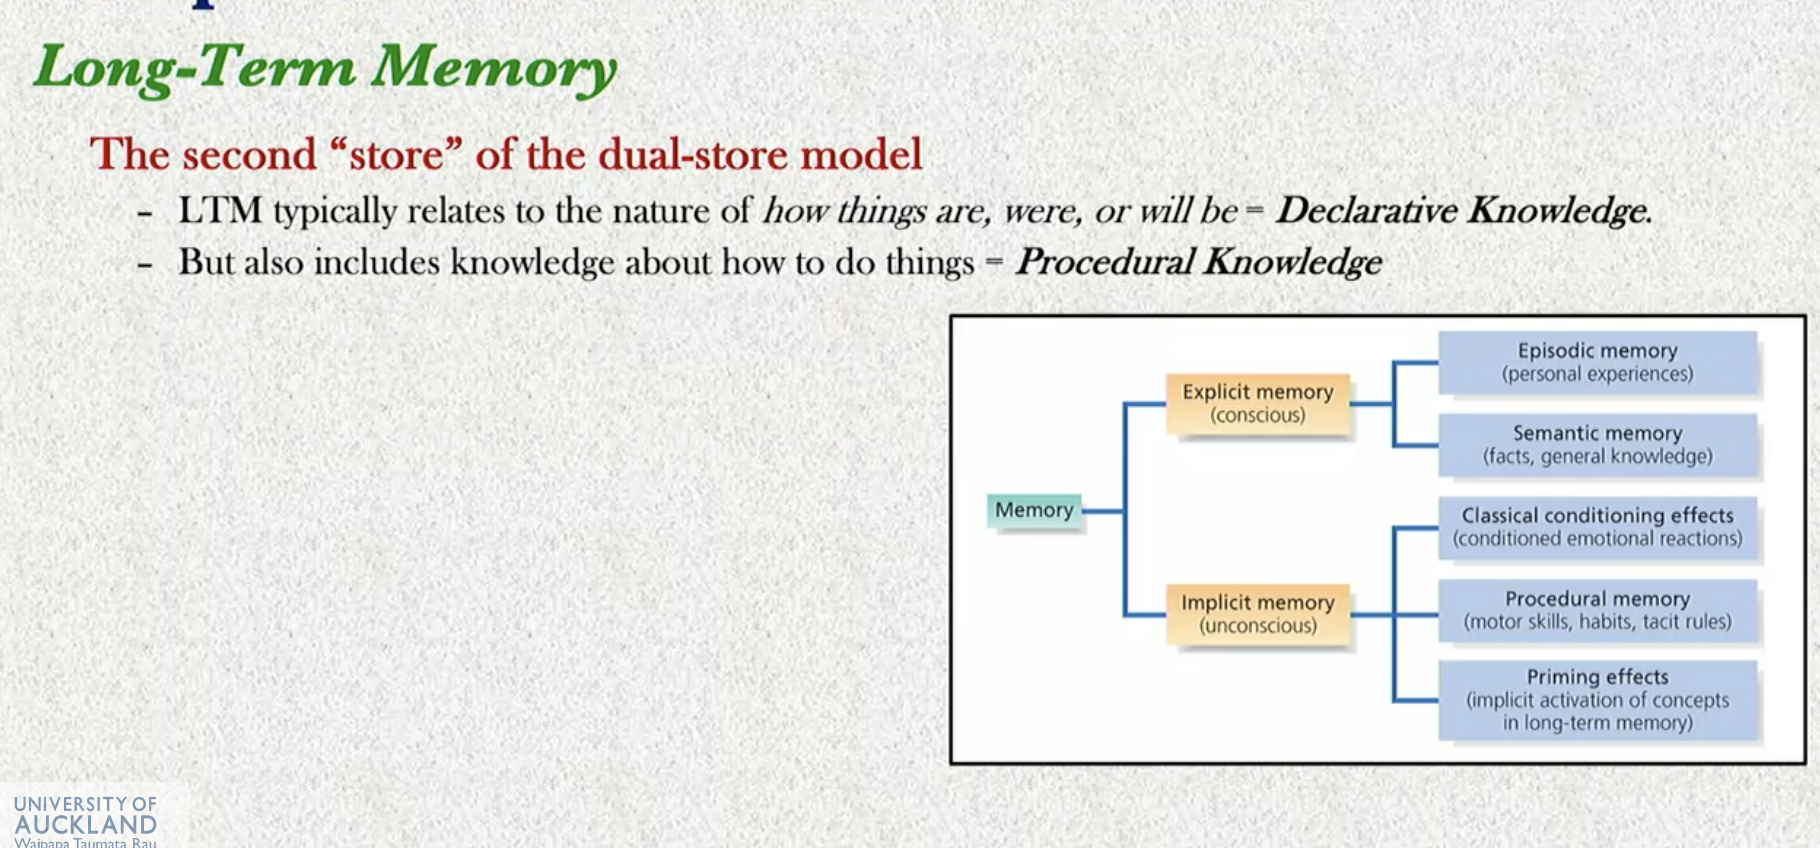 Long-Term Memory
The second “store” of the dual-store model
– LTM typically relates to the nature of how things are, were, or will be = Declarative Knowledge.
– But also includes knowledge about how to do things = Procedural Knowledge
Memory
Explicit memory
(conscious)
Episodic memory
(personal experiences)
Semantic memory
(facts, general knowledge)
Implicit memory
(unconscious)
Classical conditioning effects
(conditioned emotional reactions)
Procedural memory
(motor skills, habits, tacit rules)
Priming effects
(implicit activation of concepts
in long-term memory)
UNIVERSITY OF
AUCKLAND
Waipapa Taumata Rau